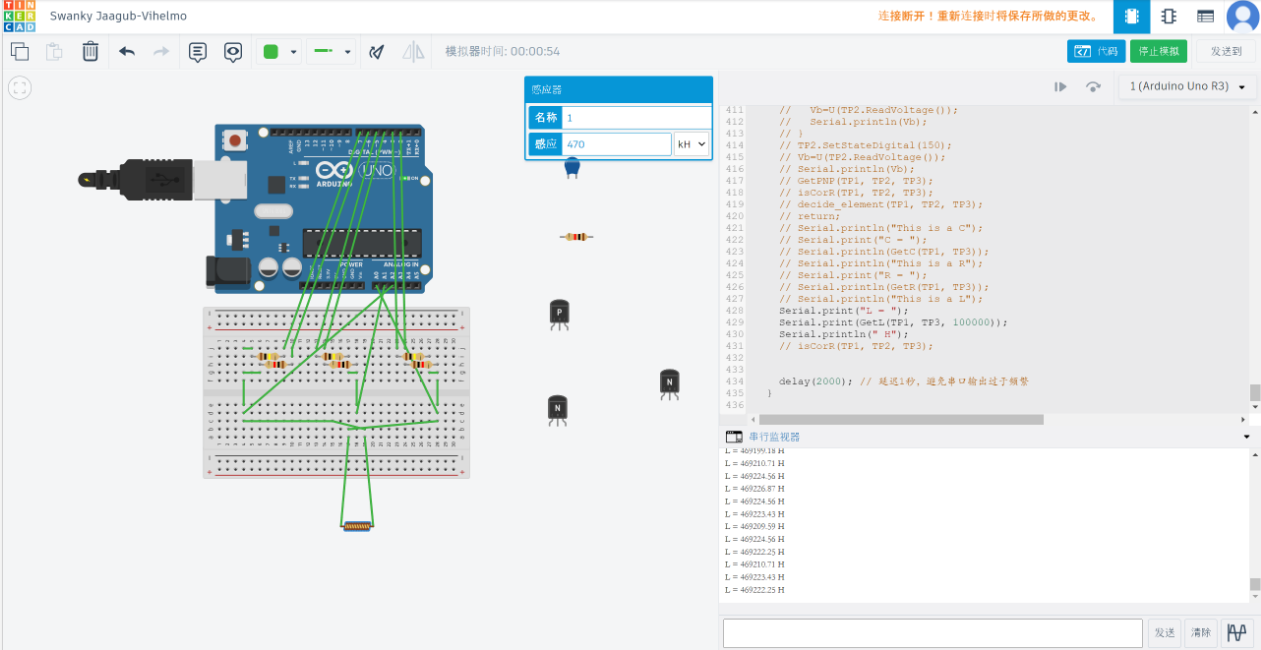 TIN
KER
CAD
Swanky Jaagub-Vihelmo
连接断开！重新连接时将保存所做的更改。
模拟器时间: 00:00:54
代码
停止模拟
发送到
1 (Arduino Uno R3)
感应器
名称 1
感应 470 kH
DIGITAL (PWM~)
UNO
ARDUINO
ON
POWER
ANALOG IN
P
N
N
411 // Vb=U(TP2.ReadVoltage());
412 // Serial.println(Vb);
413 // }
414 // TP2.SetStateDigital(150);
415 // Vb=U(TP2.ReadVoltage());
416 // Serial.println(Vb);
417 // GetPNP(TP1, TP2, TP3);
418 // isCorR(TP1, TP2, TP3);
419 // decide_element(TP1, TP2, TP3);
420 // return;
421 // Serial.println("This is a C");
422 // Serial.print("C = ");
423 // Serial.println(GetC(TP1, TP3));
424 // Serial.println("This is a R");
425 // Serial.print("R = ");
426 // Serial.println(GetR(TP1, TP3));
427 // Serial.println("This is a L");
428 Serial.print("L = ");
429 Serial.print(GetL(TP1, TP3, 100000));
430 Serial.println(" H");
431 // isCorR(TP1, TP2, TP3);
432
433
434 delay(2000); // 延迟1秒，避免串口输出过于频繁
435 }
436
串行监视器
L = 469199.18 H
L = 469210.71 H
L = 469224.56 H
L = 469226.87 H
L = 469224.56 H
L = 469223.43 H
L = 469209.59 H
L = 469224.56 H
L = 469222.25 H
L = 469210.71 H
L = 469223.43 H
L = 469222.25 H
发送
清除